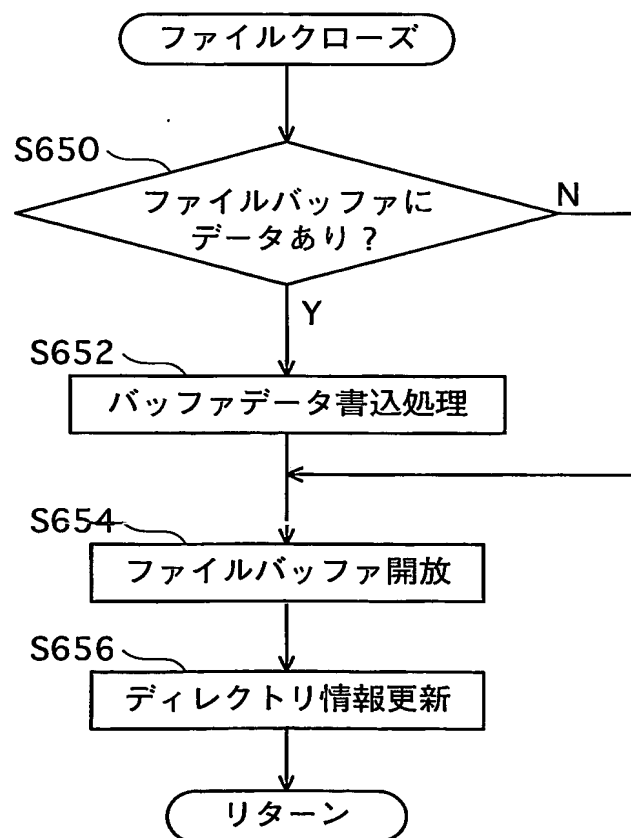 ファイルクローズ
S650
ファイルバッファに
データあり?
N
Y
S652
バッファデータ書込処理
S654
ファイルバッファ開放
S656
ディレクトリ情報更新
リターン